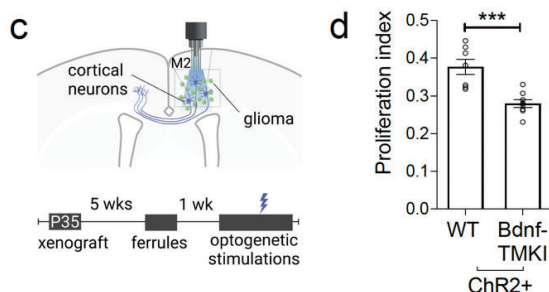 c
M2
cortical
neurons
glioma
5 wks
1 wk
P35
xenograft
ferrules
optogenetic
stimulations
d
***
Proliferation index
0.5
0.4
0.3
0.2
0.1
0.0
WT
Bdnf-
TMKI
ChR2+